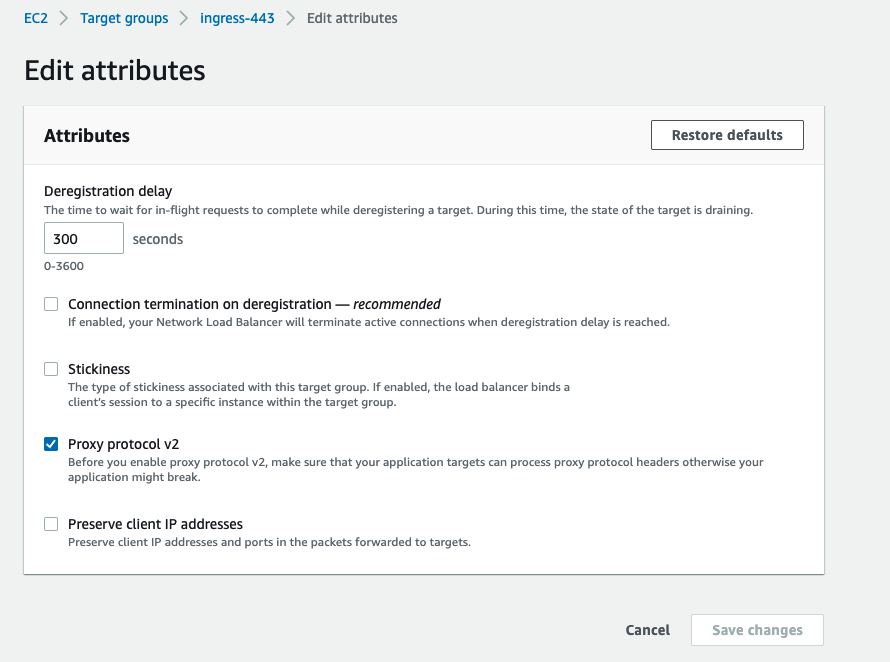 EC2 > Target groups > ingress-443 > Edit attributes
Edit attributes
Attributes
Restore defaults
Deregistration delay
The time to wait for in-flight requests to complete while deregistering a target. During this time, the state of the target is draining.
300 seconds
0-3600
Connection termination on deregistration — recommended
If enabled, your Network Load Balancer will terminate active connections when deregistration delay is reached.
Stickiness
The type of stickiness associated with this target group. If enabled, the load balancer binds a
client's session to a specific instance within the target group.
Proxy protocol v2
Before you enable proxy protocol v2, make sure that your application targets can process proxy protocol headers otherwise your
application might break.
Preserve client IP addresses
Preserve client IP addresses and ports in the packets forwarded to targets.
Cancel
Save changes